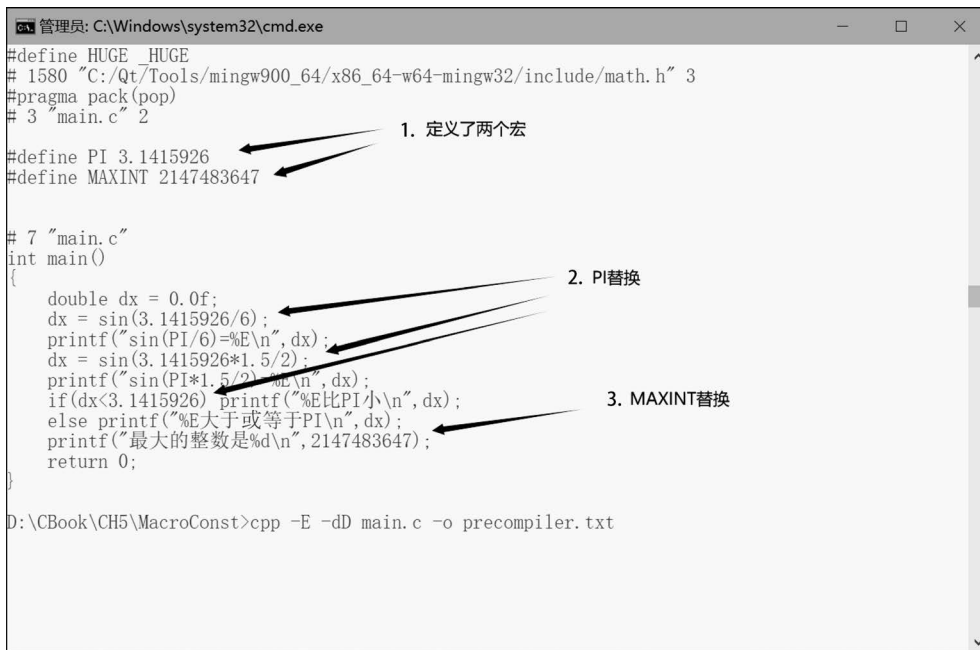 管理员: C:\Windows\system32\cmd.exe
#define HUGE _HUGE
# 1580 "C:/Qt/Tools/mingw900_64/x86_64-w64-mingw32/include/math.h" 3
#pragma pack(pop)
# 3 "main.c" 2
1. 定义了两个宏
#define PI 3.1415926
#define MAXINT 2147483647
# 7 "main.c"
int main()
{
2. PI替换
    double dx = 0.0f;
    dx = sin(3.1415926/6);
    printf("sin(PI/6)=%E\n",dx);
    dx = sin(3.1415926*1.5/2);
    printf("sin(PI*1.5/2)=%E\n",dx);
    if(dx<3.1415926) printf("%E比PI小\n",dx);
3. MAXINT替换
    else printf("%E大于或等于PI\n",dx);
    printf("最大的整数是%d\n",2147483647);
    return 0;
}
D:\CBook\CH5\MacroConst>cpp -E -dD main.c -o precompiler.txt